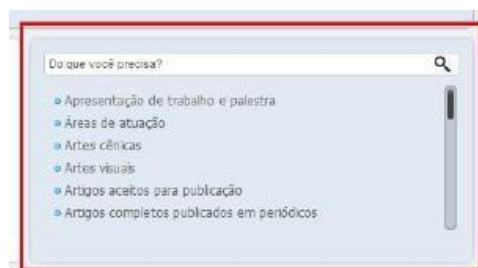 Do que você precisa?
Apresentação de trabalho e palestra
Áreas de atuação
Artes cênicas
Artes visuais
Artigos aceitos para publicação
Artigos completos publicados em periódicos